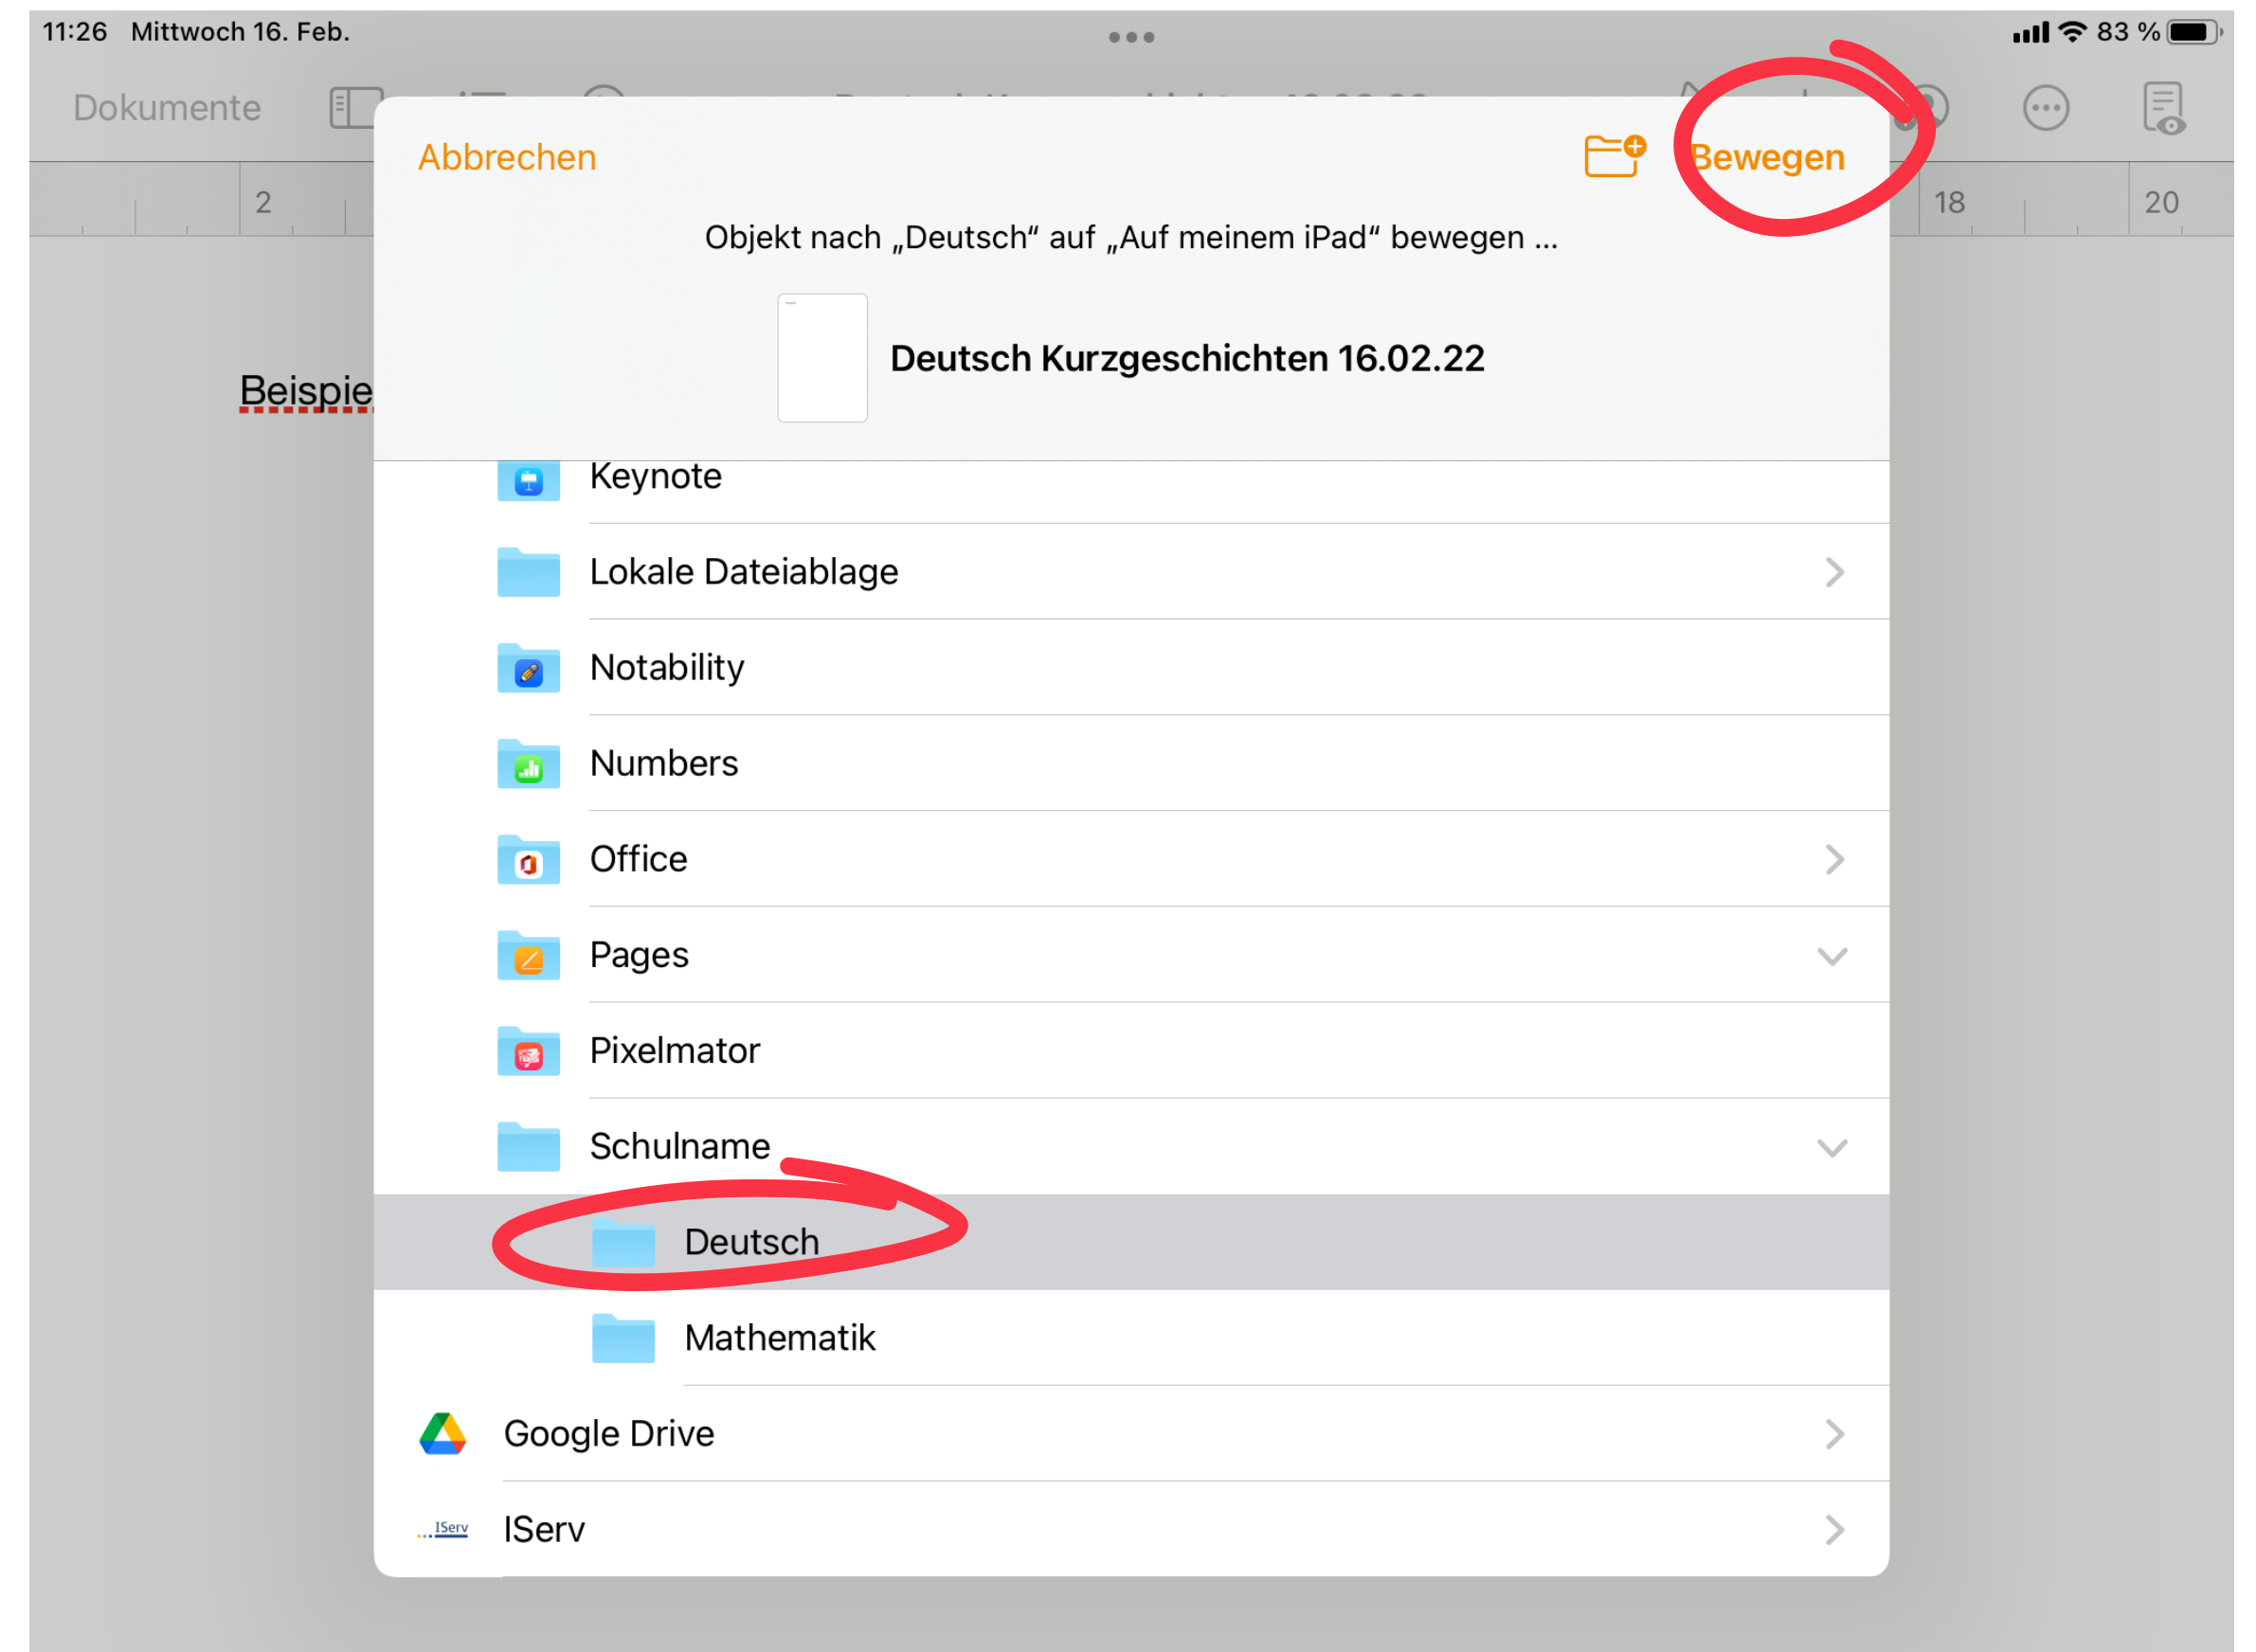 11:26 Mittwoch 16. Feb.
83 %
Dokumente
Abbrechen
Bewegen
2
18
20
Objekt nach „Deutsch“ auf „Auf meinem iPad“ bewegen ...
Deutsch Kurzgeschichten 16.02.22
Beispie
Keynote
Lokale Dateiablage
Notability
Numbers
Office
Pages
Pixelmator
Schulname
Deutsch
Mathematik
Google Drive
IServ
IServ